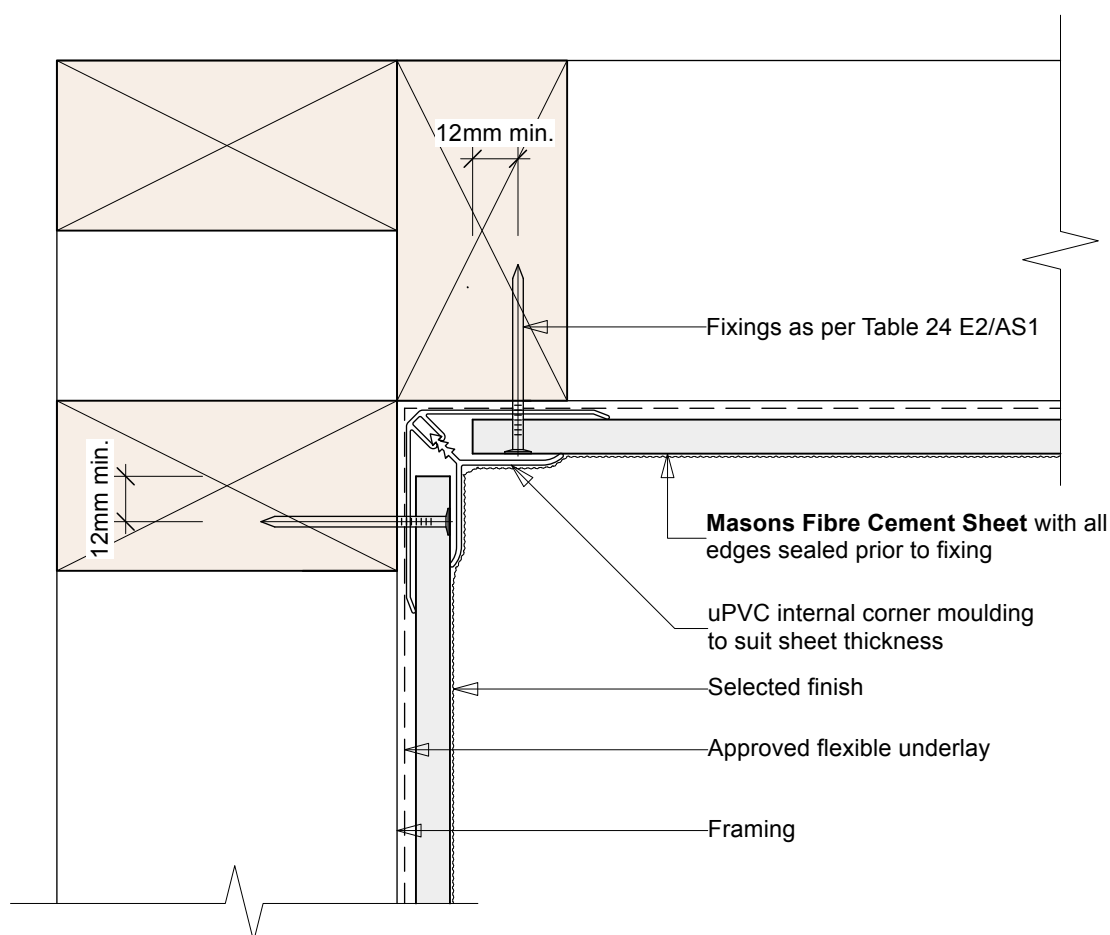 12mm min.
Fixings as per Table 24 E2/AS1
12mm min.
Masons Fibre Cement Sheet with all
edges sealed prior to fixing
uPVC internal corner moulding
to suit sheet thickness
Selected finish
Approved flexible underlay
Framing